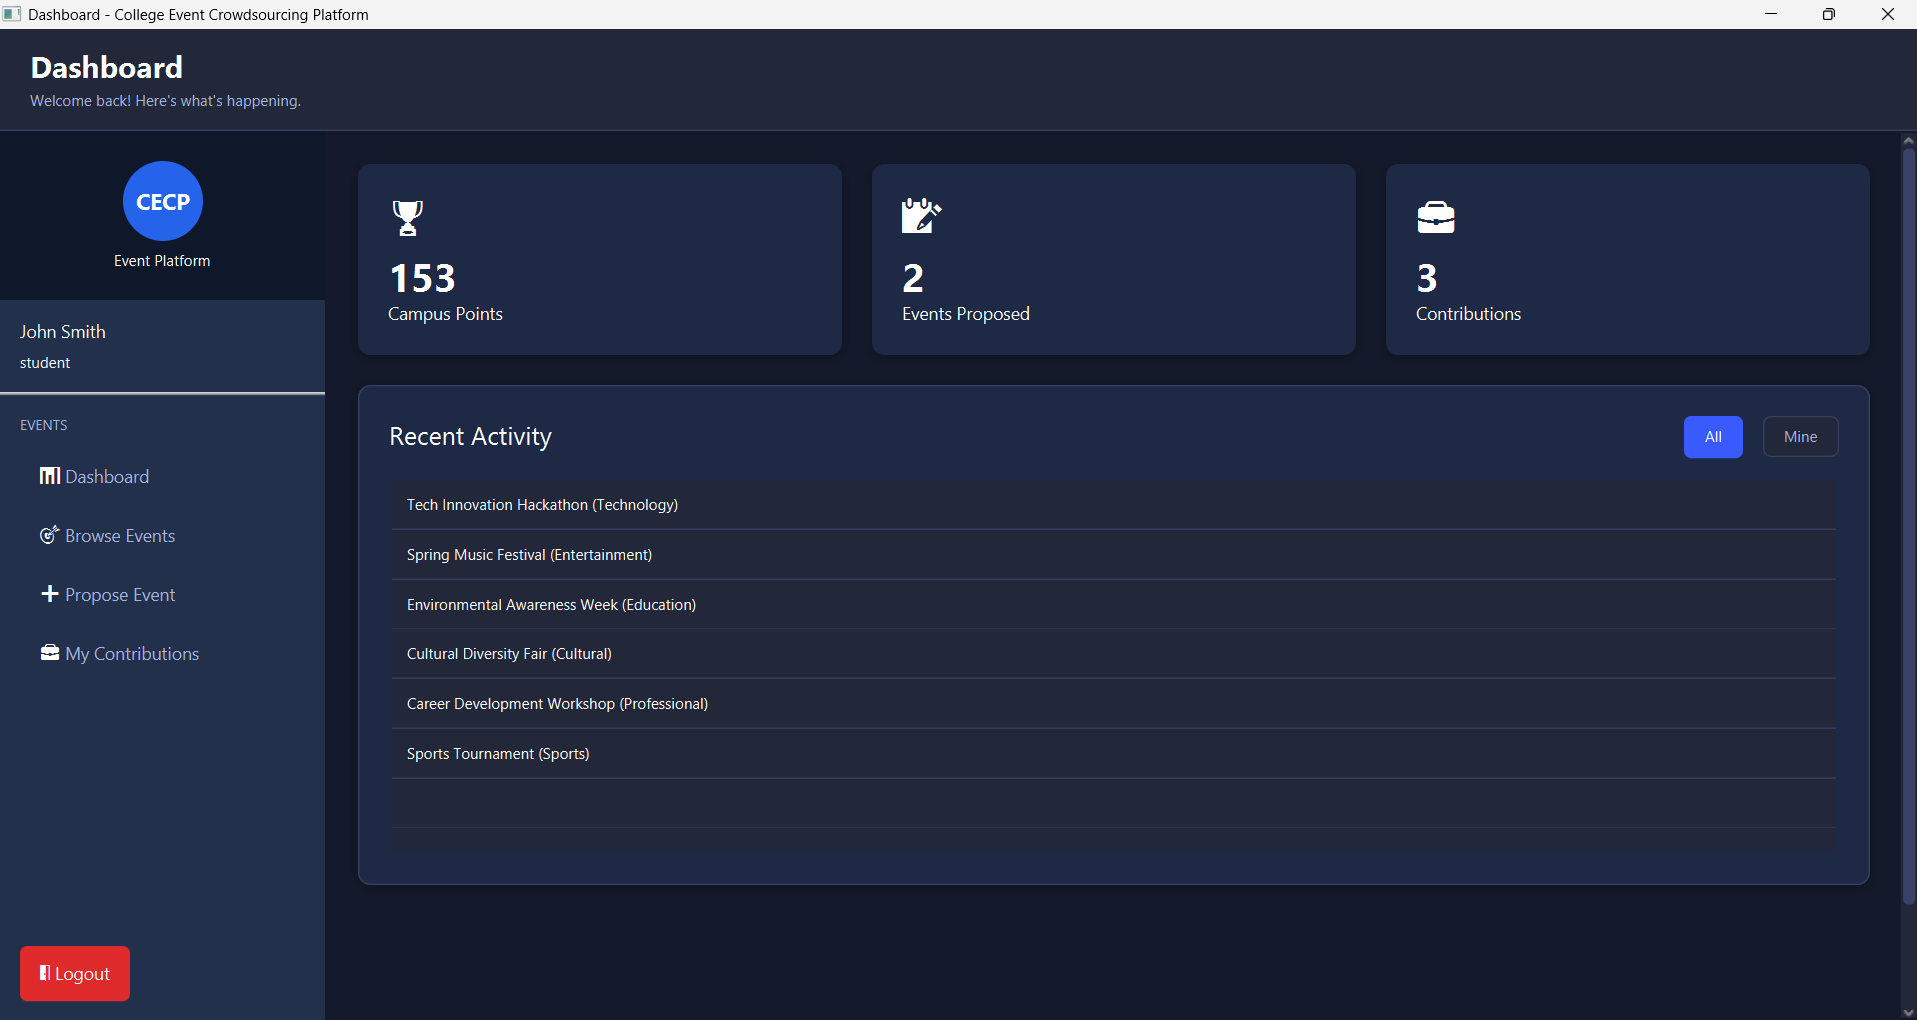 Dashboard - College Event Crowdsourcing Platform
Dashboard
Welcome back! Here's what's happening.
CECP
Event Platform
John Smith
student
EVENTS
Dashboard
Browse Events
Propose Event
My Contributions
Logout
153
Campus Points
2
Events Proposed
3
Contributions
Recent Activity
All
Mine
Tech Innovation Hackathon (Technology)
Spring Music Festival (Entertainment)
Environmental Awareness Week (Education)
Cultural Diversity Fair (Cultural)
Career Development Workshop (Professional)
Sports Tournament (Sports)